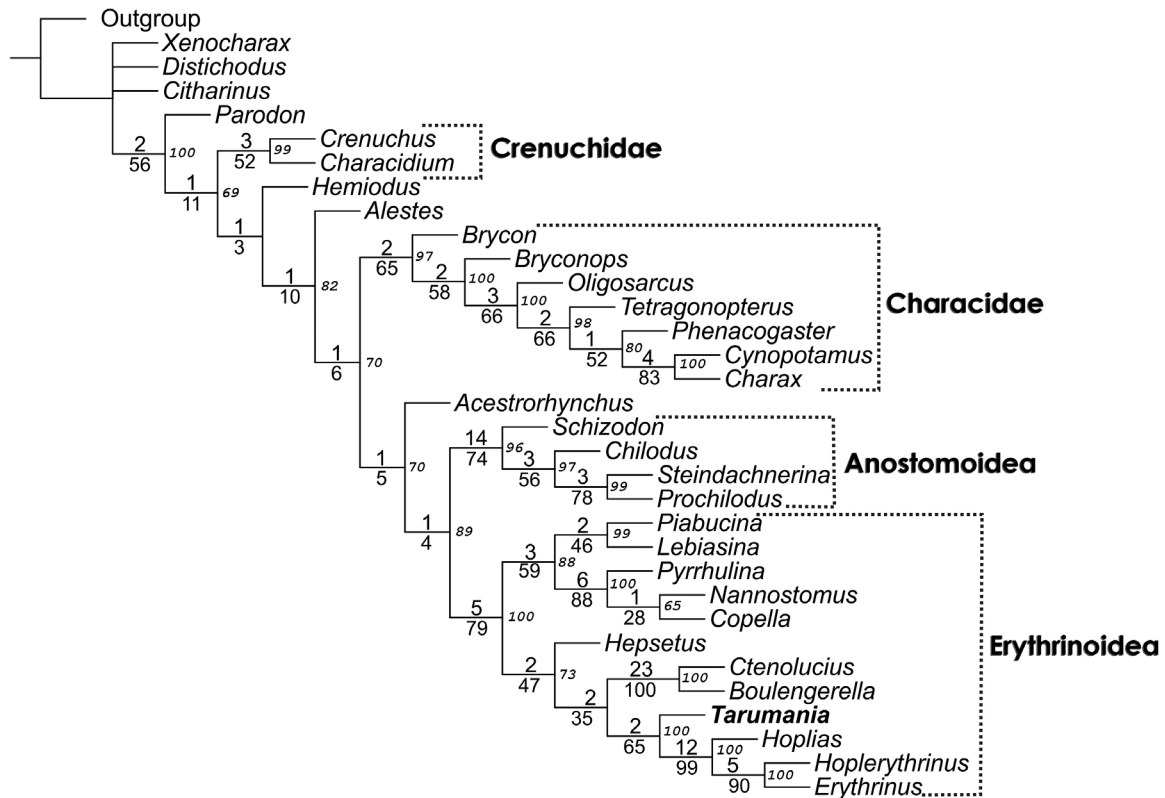 Outgroup
Xenocharax
Distichodus
Citharinus
Parodon
2
56
100
Crenuchus
3
52
99
Characidium
Crenuchidae
1
11
69
Hemiodus
1
3
Alestes
1
10
82
Brycon
2
65
97
Bryconops
2
58
100
Oligosarcus
3
66
100
Tetragonopterus
2
66
98
Phenacogaster
1
52
80
Cynopotamus
4
83
100
Charax
Characidae
1
6
70
Acestrorhynchus
1
5
70
Schizodon
14
74
96
Chilodus
3
56
97
Steindachnerina
3
78
99
Prochilodus
Anostomoidea
1
4
89
Piabucina
2
46
99
Lebiasina
3
59
88
Pyrrhulina
6
88
100
Nannostomus
1
28
65
Copella
5
79
100
Hepsetus
2
47
73
Ctenolucius
23
100
100
Boulengerella
2
35
Tarumania
2
65
100
Hoplias
12
99
100
Hoplerythrinus
5
90
100
Erythrinus
Erythrinoidea